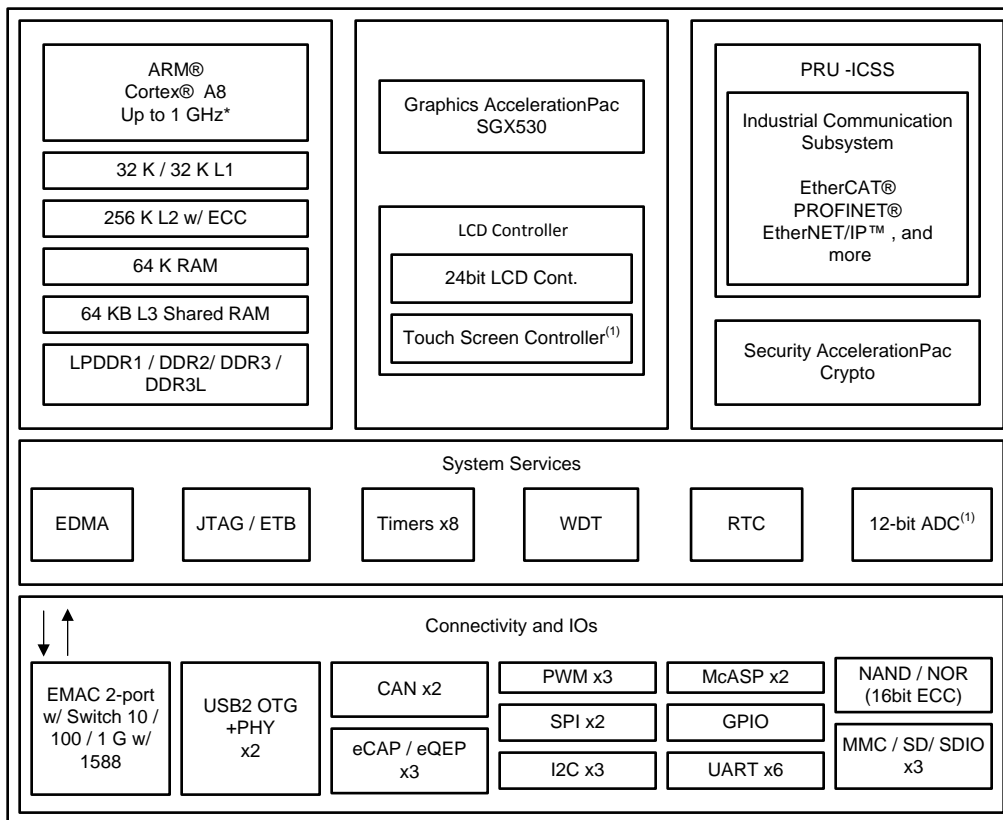 ARM®
Cortex® A8
Up to 1 GHz*
32 K / 32 K L1
256 K L2 w/ ECC
64 K RAM
64 KB L3 Shared RAM
LPDDR1 / DDR2/ DDR3 /
DDR3L
Graphics AccelerationPac
SGX530
LCD Controller
24bit LCD Cont.
Touch Screen Controller(1)
PRU -ICSS
Industrial Communication
Subsystem
EtherCAT®
PROFINET®
EtherNET/IP™ , and
more
Security AccelerationPac
Crypto
System Services
EDMA
JTAG / ETB
Timers x8
WDT
RTC
12-bit ADC(1)
Connectivity and IOs
EMAC 2-port
w/ Switch 10 /
100 / 1 G w/
1588
USB2 OTG
+PHY
x2
CAN x2
eCAP / eQEP
x3
PWM x3
SPI x2
I2C x3
McASP x2
GPIO
UART x6
NAND / NOR
(16bit ECC)
MMC / SD/ SDIO
x3